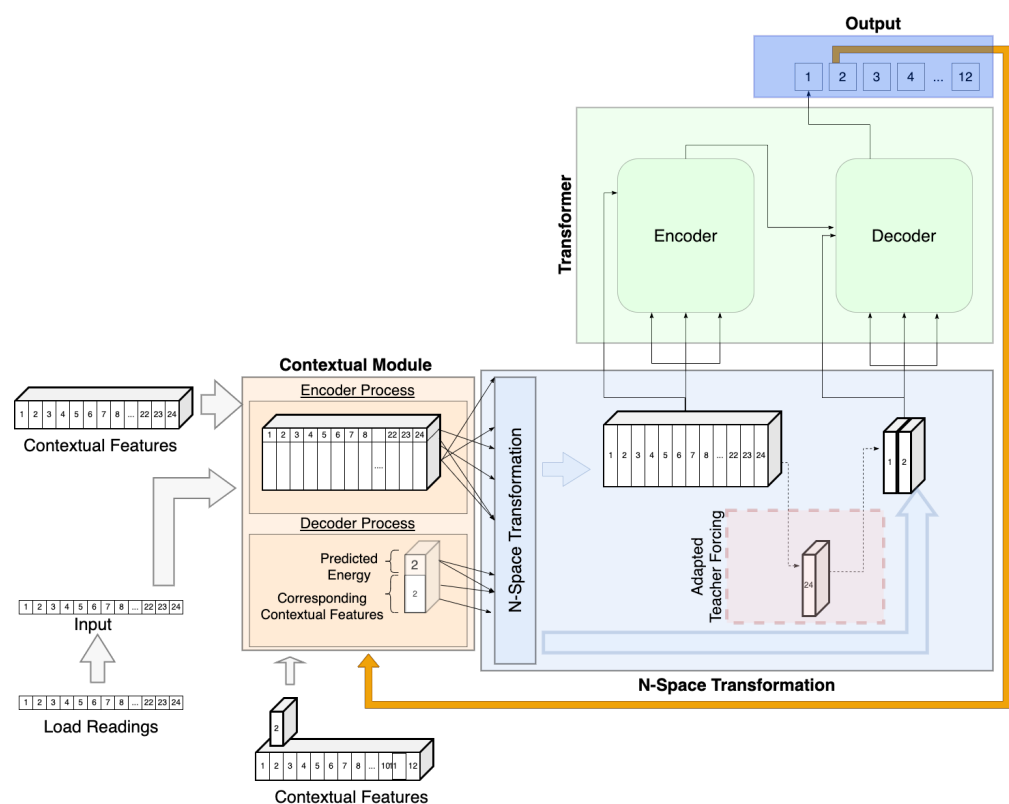 Output
1 2 3 4 ... 12
Transformer
Encoder
Decoder
Contextual Module
Encoder Process
1 2 3 4 5 6 7 8 ... 22 23 24
Contextual Features
1 2 3 4 5 6 7 8 22 23 24
....
N-Space Transformation
1 2 3 4 5 6 7 8 ... 22 23 24
1 2
Decoder Process
Predicted
Energy
2
Corresponding
Contextual Features
2
Adapted
Teacher Forcing
24
1 2 3 4 5 6 7 8 ... 22 23 24
Input
N-Space Transformation
1 2 3 4 5 6 7 8 ... 22 23 24
Load Readings
2
1 2 3 4 5 6 7 8 ... 10 11 12
Contextual Features